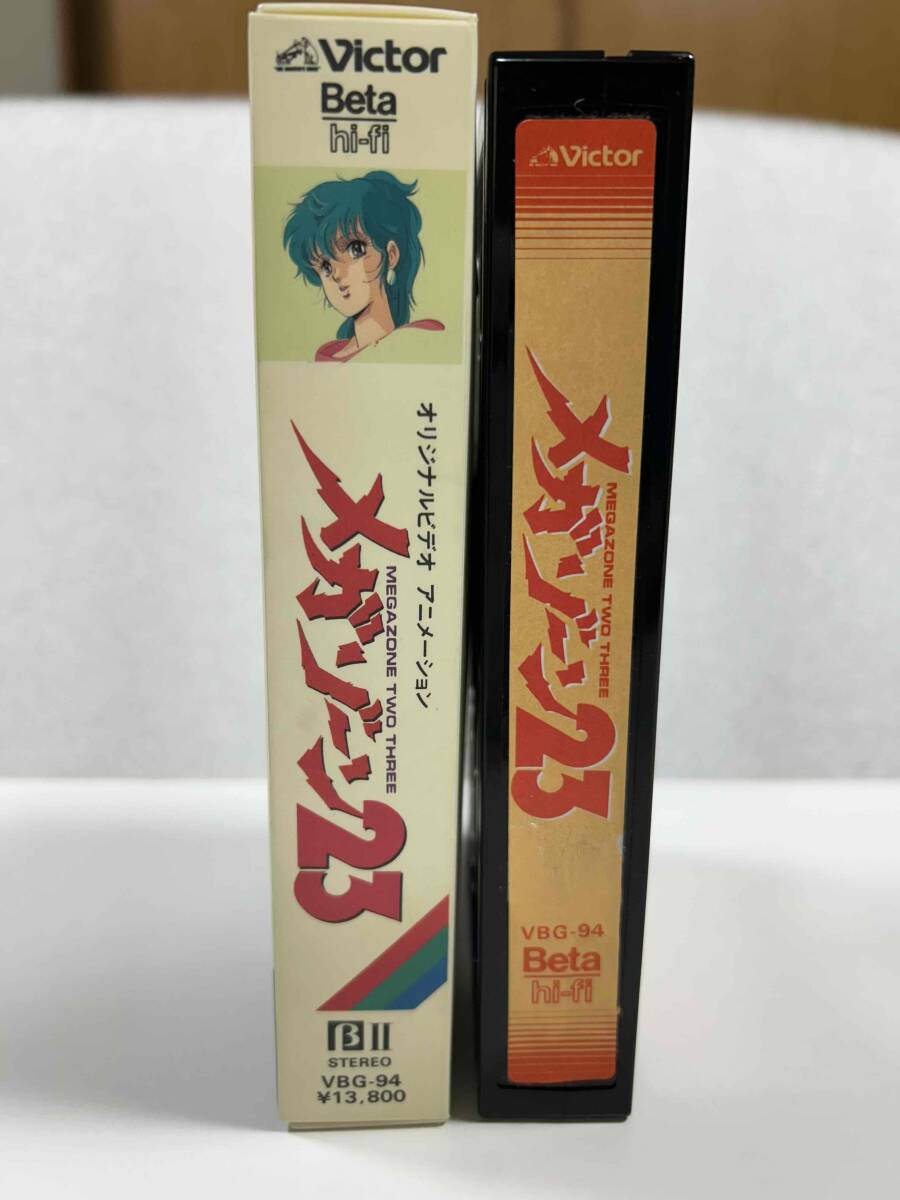 Victor
Beta
hi-fi
オリジナルビデオ アニメーション
メガゾーン23
MEGAZONE TWO THREE
β II
STEREO
VBG-94
¥13,800
Victor
メガゾーン23
MEGAZONE TWO THREE
VBG-94
Beta
hi-fi